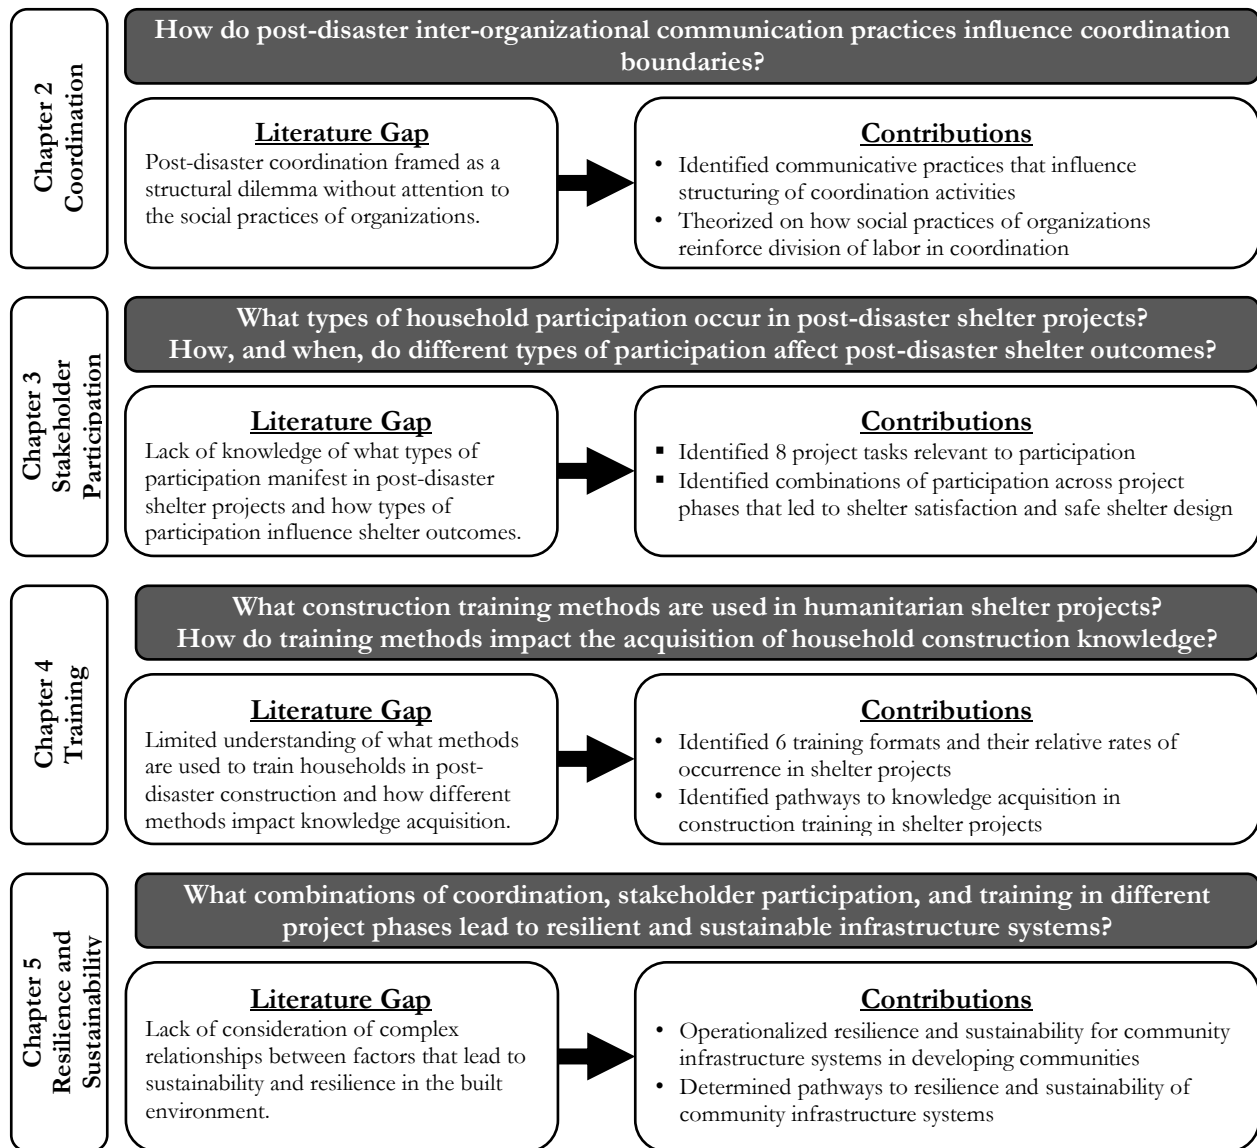 Chapter 2
Coordination
How do post-disaster inter-organizational communication practices influence coordination
boundaries?
Literature Gap
Post-disaster coordination framed as a
structural dilemma without attention to
the social practices of organizations.
Contributions
• Identified communicative practices that influence
structuring of coordination activities
• Theorized on how social practices of organizations
reinforce division of labor in coordination
Chapter 3
Stakeholder
Participation
What types of household participation occur in post-disaster shelter projects?
How, and when, do different types of participation affect post-disaster shelter outcomes?
Literature Gap
Lack of knowledge of what types of
participation manifest in post-disaster
shelter projects and how types of
participation influence shelter outcomes.
Contributions
▪ Identified 8 project tasks relevant to participation
▪ Identified combinations of participation across project
phases that led to shelter satisfaction and safe shelter design
Chapter 4
Training
What construction training methods are used in humanitarian shelter projects?
How do training methods impact the acquisition of household construction knowledge?
Literature Gap
Limited understanding of what methods
are used to train households in post-
disaster construction and how different
methods impact knowledge acquisition.
Contributions
• Identified 6 training formats and their relative rates of
occurrence in shelter projects
• Identified pathways to knowledge acquisition in
construction training in shelter projects
Chapter 5
Resilience and
Sustainability
What combinations of coordination, stakeholder participation, and training in different
project phases lead to resilient and sustainable infrastructure systems?
Literature Gap
Lack of consideration of complex
relationships between factors that lead to
sustainability and resilience in the built
environment.
Contributions
• Operationalized resilience and sustainability for community
infrastructure systems in developing communities
• Determined pathways to resilience and sustainability of
community infrastructure systems